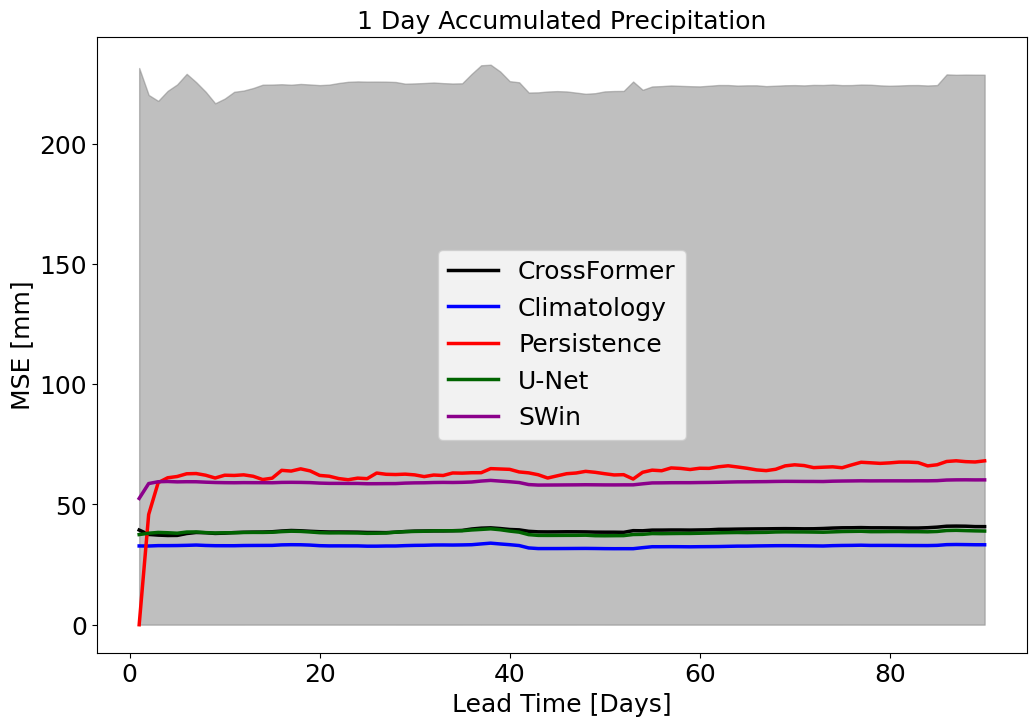 1 Day Accumulated Precipitation
MSE [mm]
200
150
100
50
0
CrossFormer
Climatology
Persistence
U-Net
SWin
0 20 40 60 80
Lead Time [Days]